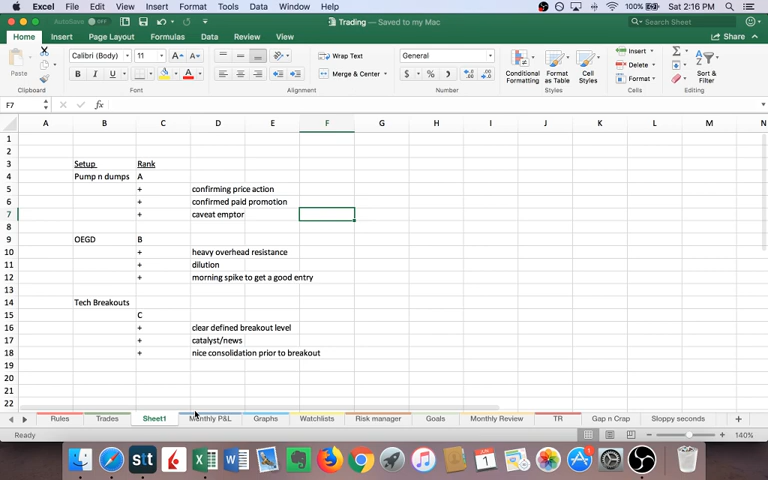 Excel File Edit View Insert Format Tools Data Window Help 100% Sat 2:16 PM
AutoSave OFF Trading — Saved to my Mac Search Sheet
Home Insert Page Layout Formulas Data Review View Share
Paste Calibri (Body) 11 A A Wrap Text General Insert Σ
B I U A Merge & Center $ % Conditional Formatting Format as Table Cell Styles Delete Format Sort & Filter
Clipboard Font Alignment Number Styles Cells Editing
F7 fx
A B C D E F G H I J K L M N
1
2
3 Setup Rank
4 Pump n dumps A
5 + confirming price action
6 + confirmed paid promotion
7 + caveat emptor
8
9 OEGD B
10 + heavy overhead resistance
11 + dilution
12 + morning spike to get a good entry
13
14 Tech Breakouts
15 C
16 + clear defined breakout level
17 + catalyst/news
18 + nice consolidation prior to breakout
19
20
21
22
Rules Trades Sheet1 Monthly P&L Graphs Watchlists Risk manager Goals Monthly Review TR Gap n Crap Sloppy seconds +
Ready 140%